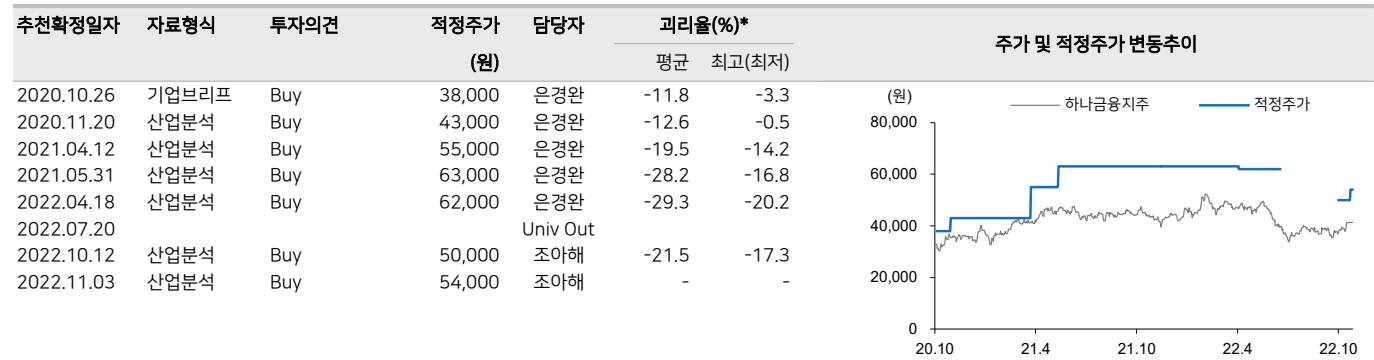 추천확정일자 자료형식 투자의견 적정주가 담당자 괴리율(%)* 주가 및 적정주가 변동추이
(원) 평균 최고(최저)
2020.10.26 기업브리프 Buy 38,000 은경완 -11.8 -3.3
2020.11.20 산업분석 Buy 43,000 은경완 -12.6 -0.5
2021.04.12 산업분석 Buy 55,000 은경완 -19.5 -14.2
2021.05.31 산업분석 Buy 63,000 은경완 -28.2 -16.8
2022.04.18 산업분석 Buy 62,000 은경완 -29.3 -20.2
2022.07.20 Univ Out
2022.10.12 산업분석 Buy 50,000 조아해 -21.5 -17.3
2022.11.03 산업분석 Buy 54,000 조아해 - -
(원) 하나금융지주 적정주가
80,000
60,000
40,000
20,000
0
20.10 21.4 21.10 22.4 22.10